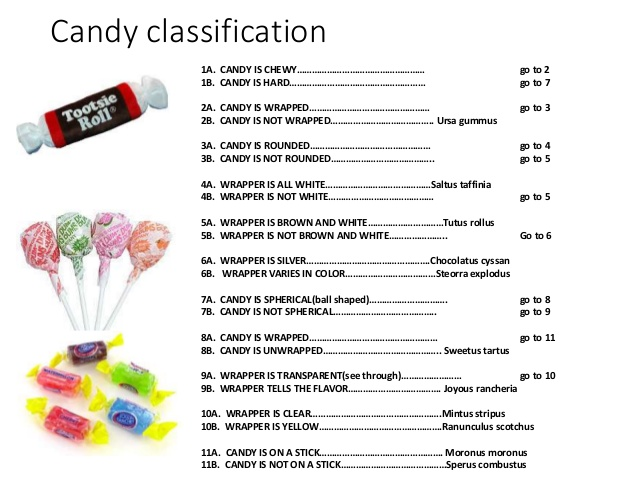 Candy classification
1A. CANDY IS CHEWY…………………………………………… go to 2
1B. CANDY IS HARD……………………………………………… go to 7
2A. CANDY IS WRAPPED………………………………………… go to 3
2B. CANDY IS NOT WRAPPED………………………………….. Ursa gummus
3A. CANDY IS ROUNDED………………………………………… go to 4
3B. CANDY IS NOT ROUNDED………………………………….. go to 5
4A. WRAPPER IS ALL WHITE……………………………………Saltus taffinia
4B. WRAPPER IS NOT WHITE…………………………………… go to 5
5A. WRAPPER IS BROWN AND WHITE…………………………Tutus rollus
5B. WRAPPER IS NOT BROWN AND WHITE………………….. Go to 6
6A. WRAPPER IS SILVER………………………………………….Chocolatus cyssan
6B. WRAPPER VARIES IN COLOR………………………………Steorra explodus
7A. CANDY IS SPHERICAL(ball shaped)…………………………. go to 8
7B. CANDY IS NOT SPHERICAL………………………………….. go to 9
8A. CANDY IS WRAPPED…………………………………………… go to 11
8B. CANDY IS UNWRAPPED……………………………………….. Sweetus tartus
9A. WRAPPER IS TRANSPARENT(see through)…………………… go to 10
9B. WRAPPER TELLS THE FLAVOR………………………………. Joyous rancheria
10A. WRAPPER IS CLEAR……………………………………………..Mintus stripus
10B. WRAPPER IS YELLOW………………………………………….Ranunculus scotchus
11A. CANDY IS ON A STICK…………………………………………. Moronus moronus
11B. CANDY IS NOT ON A STICK……………………………………Sperus combustus
Tootsie
Roll®